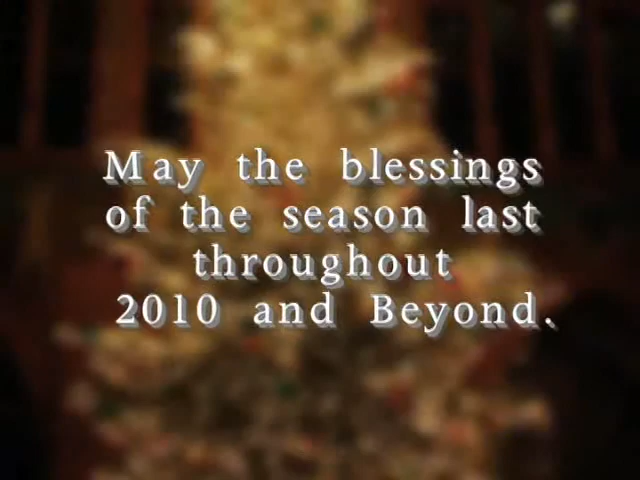 May the blessings
of the season last
throughout
2010 and Beyond.